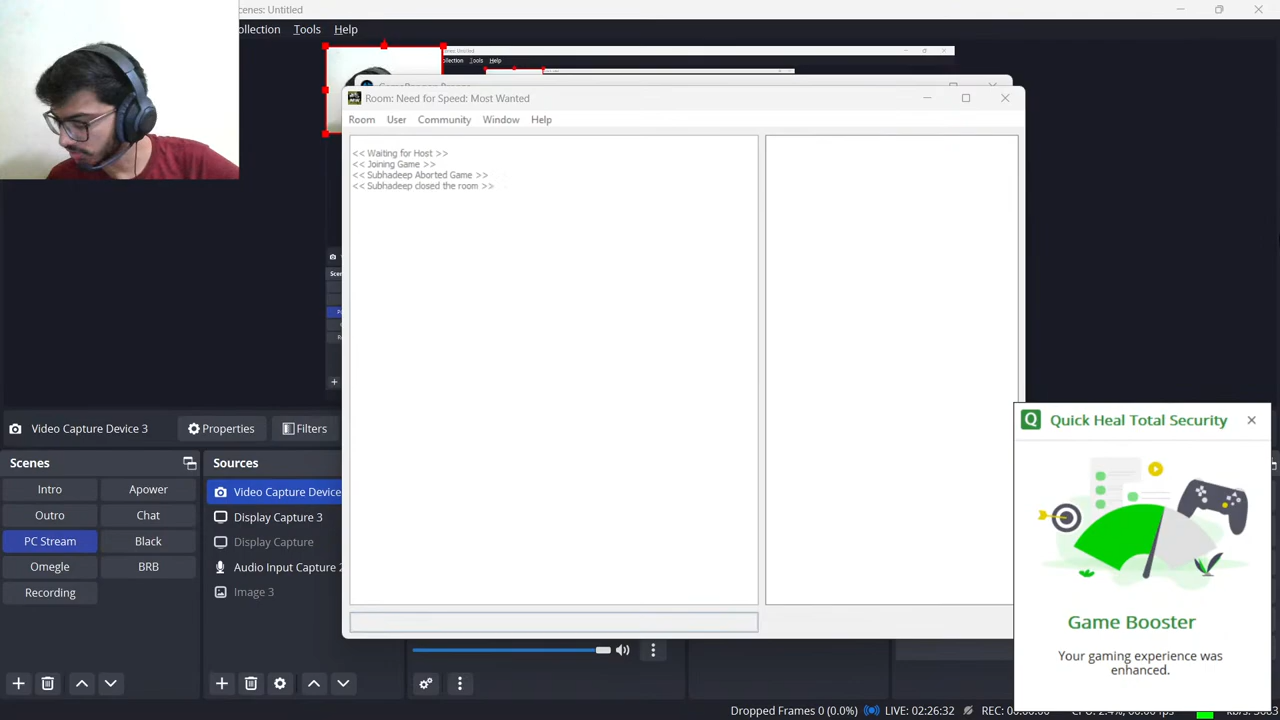 cenes: Untitled
ollection Tools Help
ollection Tools Help
Room: Need for Speed: Most Wanted
Room User Community Window Help
<< Waiting for Host >>
<< Joining Game >>
<< Subhadeep Aborted Game >>
<< Subhadeep closed the room >>
Video Capture Device 3 Properties Filters
Scenes
Intro Apower
Outro Chat
PC Stream Black
Omegle BRB
Recording
Sources
Video Capture Device
Display Capture 3
Display Capture
Audio Input Capture 2
Image 3
Q Quick Heal Total Security
Game Booster
Your gaming experience was
enhanced.
Dropped Frames 0 (0.0%) LIVE: 02:26:32